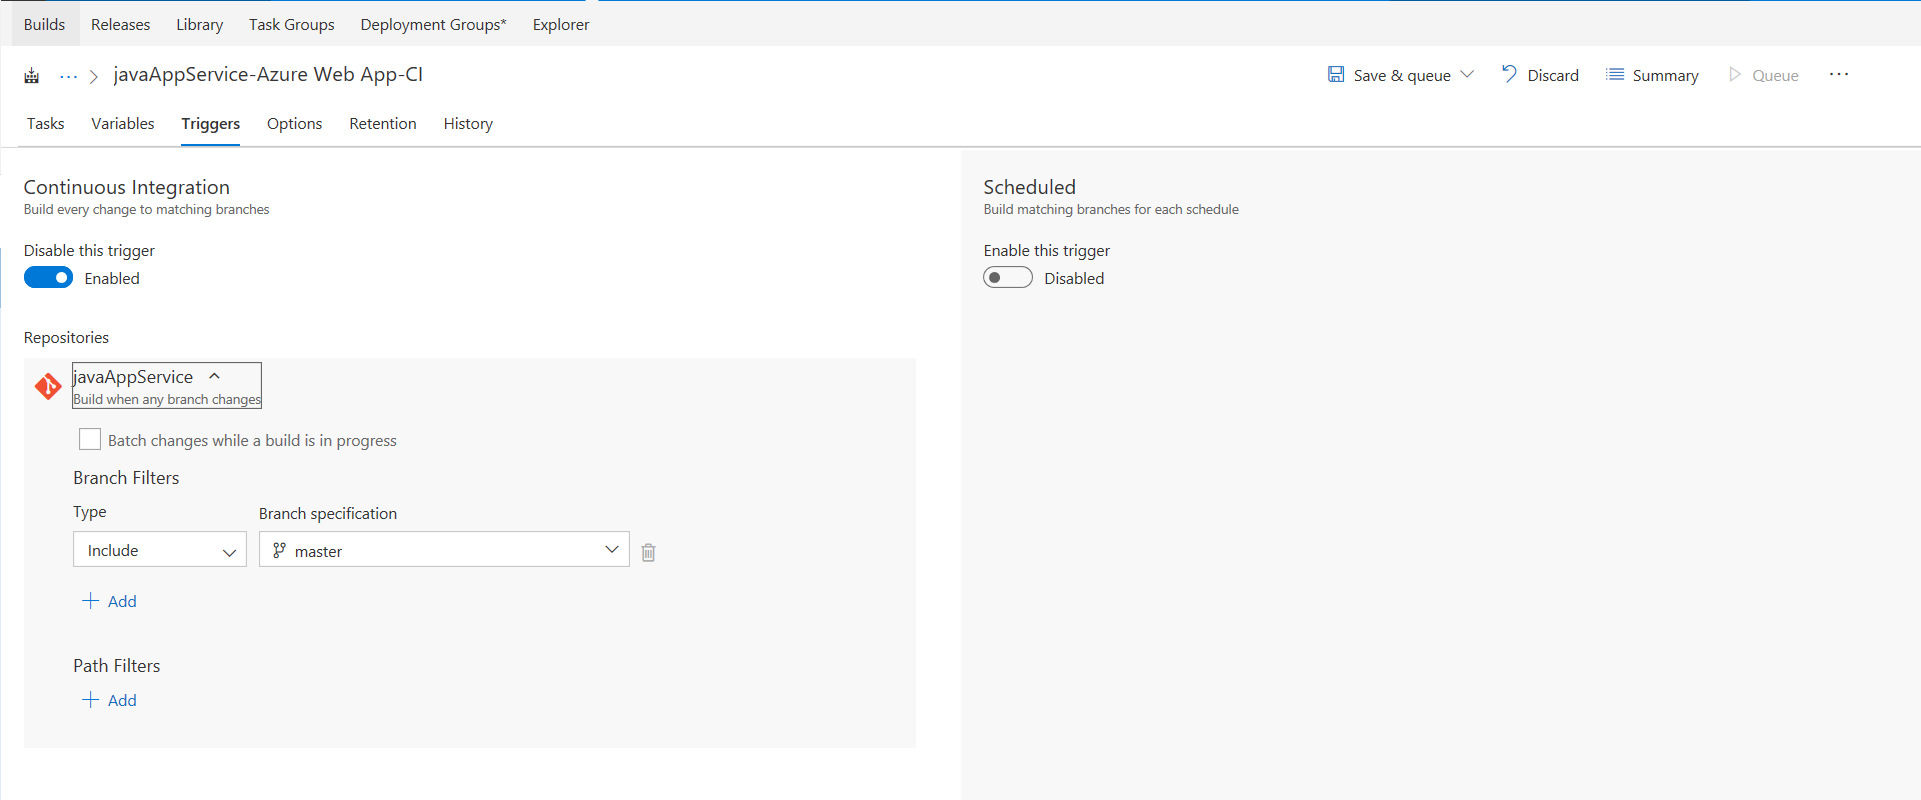 Builds Releases Library Task Groups Deployment Groups* Explorer
··· > javaAppService-Azure Web App-CI Save & queue Discard Summary Queue ···
Tasks Variables Triggers Options Retention History
Continuous Integration
Build every change to matching branches
Disable this trigger
Enabled
Repositories
javaAppService
Build when any branch changes
Batch changes while a build is in progress
Branch Filters
Type Branch specification
Include master
+ Add
Path Filters
+ Add
Scheduled
Build matching branches for each schedule
Enable this trigger
Disabled